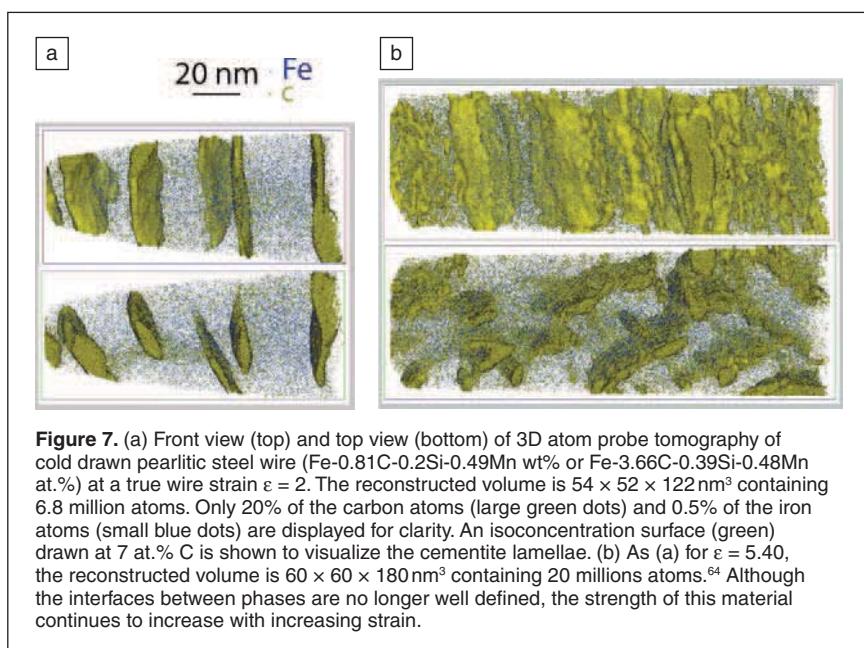 a
20 nm
Fe
C
b
Figure 7. (a) Front view (top) and top view (bottom) of 3D atom probe tomography of
cold drawn pearlitic steel wire (Fe-0.81C-0.2Si-0.49Mn wt% or Fe-3.66C-0.39Si-0.48Mn
at.%) at a true wire strain ε = 2. The reconstructed volume is 54 × 52 × 122 nm³ containing
6.8 million atoms. Only 20% of the carbon atoms (large green dots) and 0.5% of the iron
atoms (small blue dots) are displayed for clarity. An isoconcentration surface (green)
drawn at 7 at.% C is shown to visualize the cementite lamellae. (b) As (a) for ε = 5.40,
the reconstructed volume is 60 × 60 × 180 nm³ containing 20 millions atoms.⁶⁴ Although
the interfaces between phases are no longer well defined, the strength of this material
continues to increase with increasing strain.